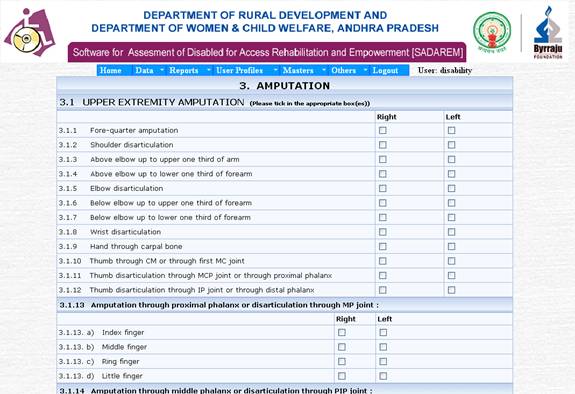 DEPARTMENT OF RURAL DEVELOPMENT AND
DEPARTMENT OF WOMEN & CHILD WELFARE, ANDHRA PRADESH
Software for Assesment of Disabled for Access Rehabilitation and Empowerment [SADAREM]
Byrraju
FOUNDATION
Home Data Reports User Profiles Masters Others Logout User: disability
3. AMPUTATION
3.1 UPPER EXTREMITY AMPUTATION (Please tick in the appropriate box(es))
Right Left
3.1.1 Fore-quarter amputation
3.1.2 Shoulder disarticulation
3.1.3 Above elbow up to upper one third of arm
3.1.4 Above elbow up to lower one third of forearm
3.1.5 Elbow disarticulation
3.1.6 Below elbow up to upper one third of forearm
3.1.7 Below elbow up to lower one third of forearm
3.1.8 Wrist disarticulation
3.1.9 Hand through carpal bone
3.1.10 Thumb through CM or through first MC joint
3.1.11 Thumb disarticulation through MCP joint or through proximal phalanx
3.1.12 Thumb disarticulation through IP joint or through distal phalanx
3.1.13 Amputation through proximal phalanx or disarticulation through MP joint :
Right Left
3.1.13. a) Index finger
3.1.13. b) Middle finger
3.1.13. c) Ring finger
3.1.13. d) Little finger
3.1.14 Amputation through middle phalanx or disarticulation through PIP joint :